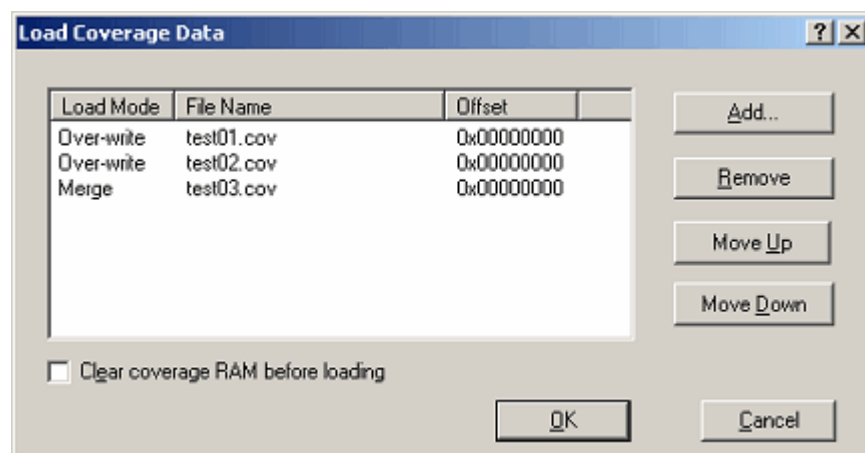 Load Coverage Data
Load Mode File Name Offset
Over-write test01.cov 0x00000000
Over-write test02.cov 0x00000000
Merge test03.cov 0x00000000
Add...
Remove
Move Up
Move Down
Clear coverage RAM before loading
OK Cancel